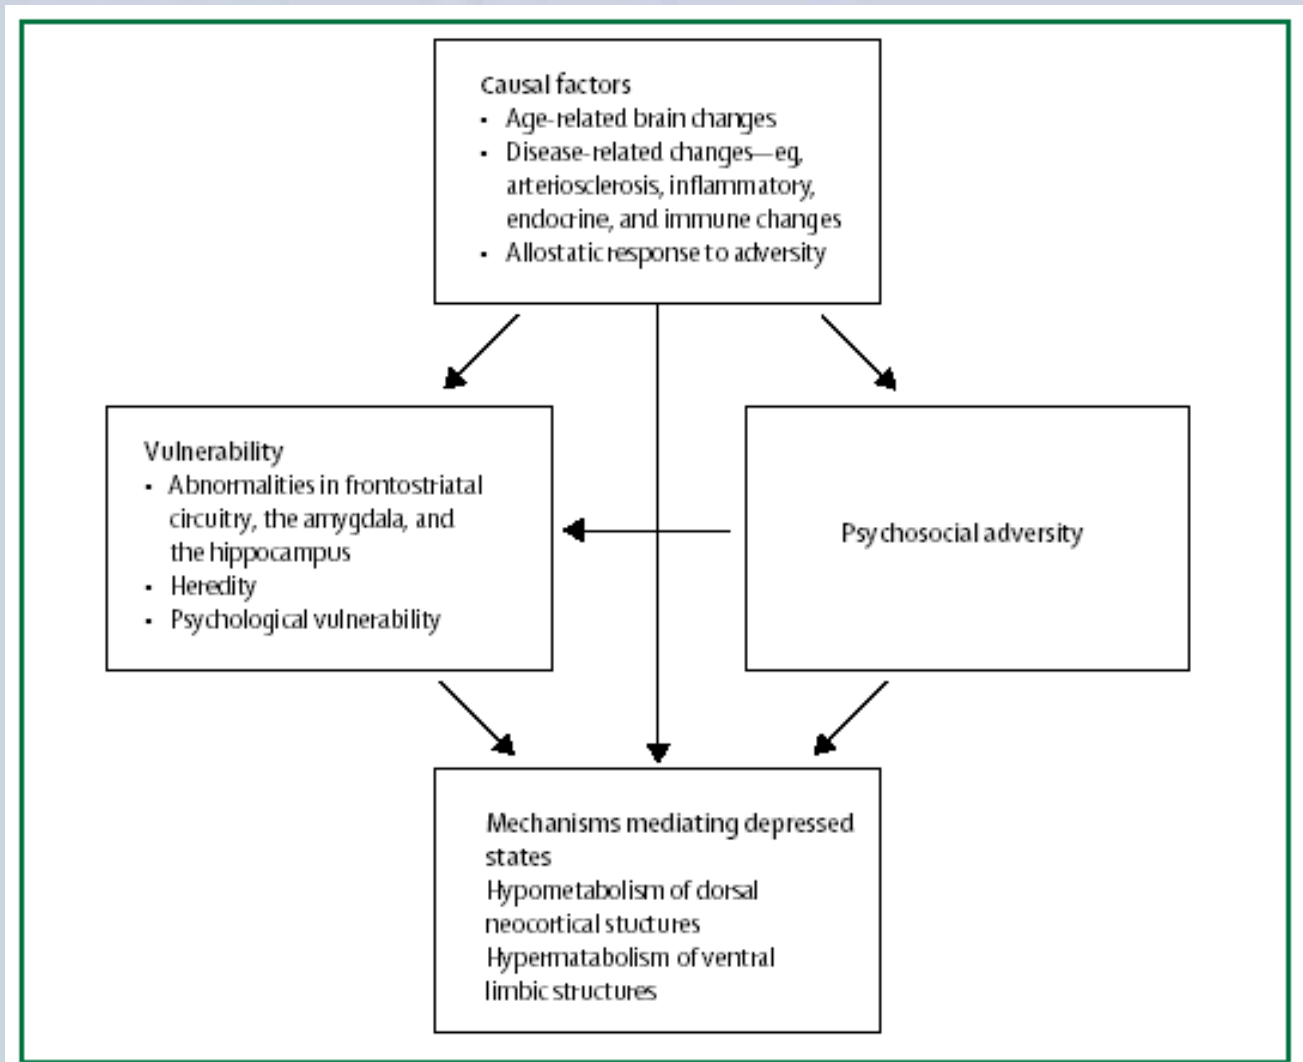 Causal factors
• Age-related brain changes
• Disease-related changes—eg,
arteriosclerosis, inflammatory,
endocrine, and immune changes
• Allostatic response to adversity
Vulnerability
• Abnormalities in frontostriatal
circuitry, the amygdala, and
the hippocampus
• Heredity
• Psychological vulnerability
Psychosocial adversity
Mechanisms mediating depressed
states
Hypometabolism of dorsal
neocortical stuctures
Hypermatabolism of ventral
limbic structures